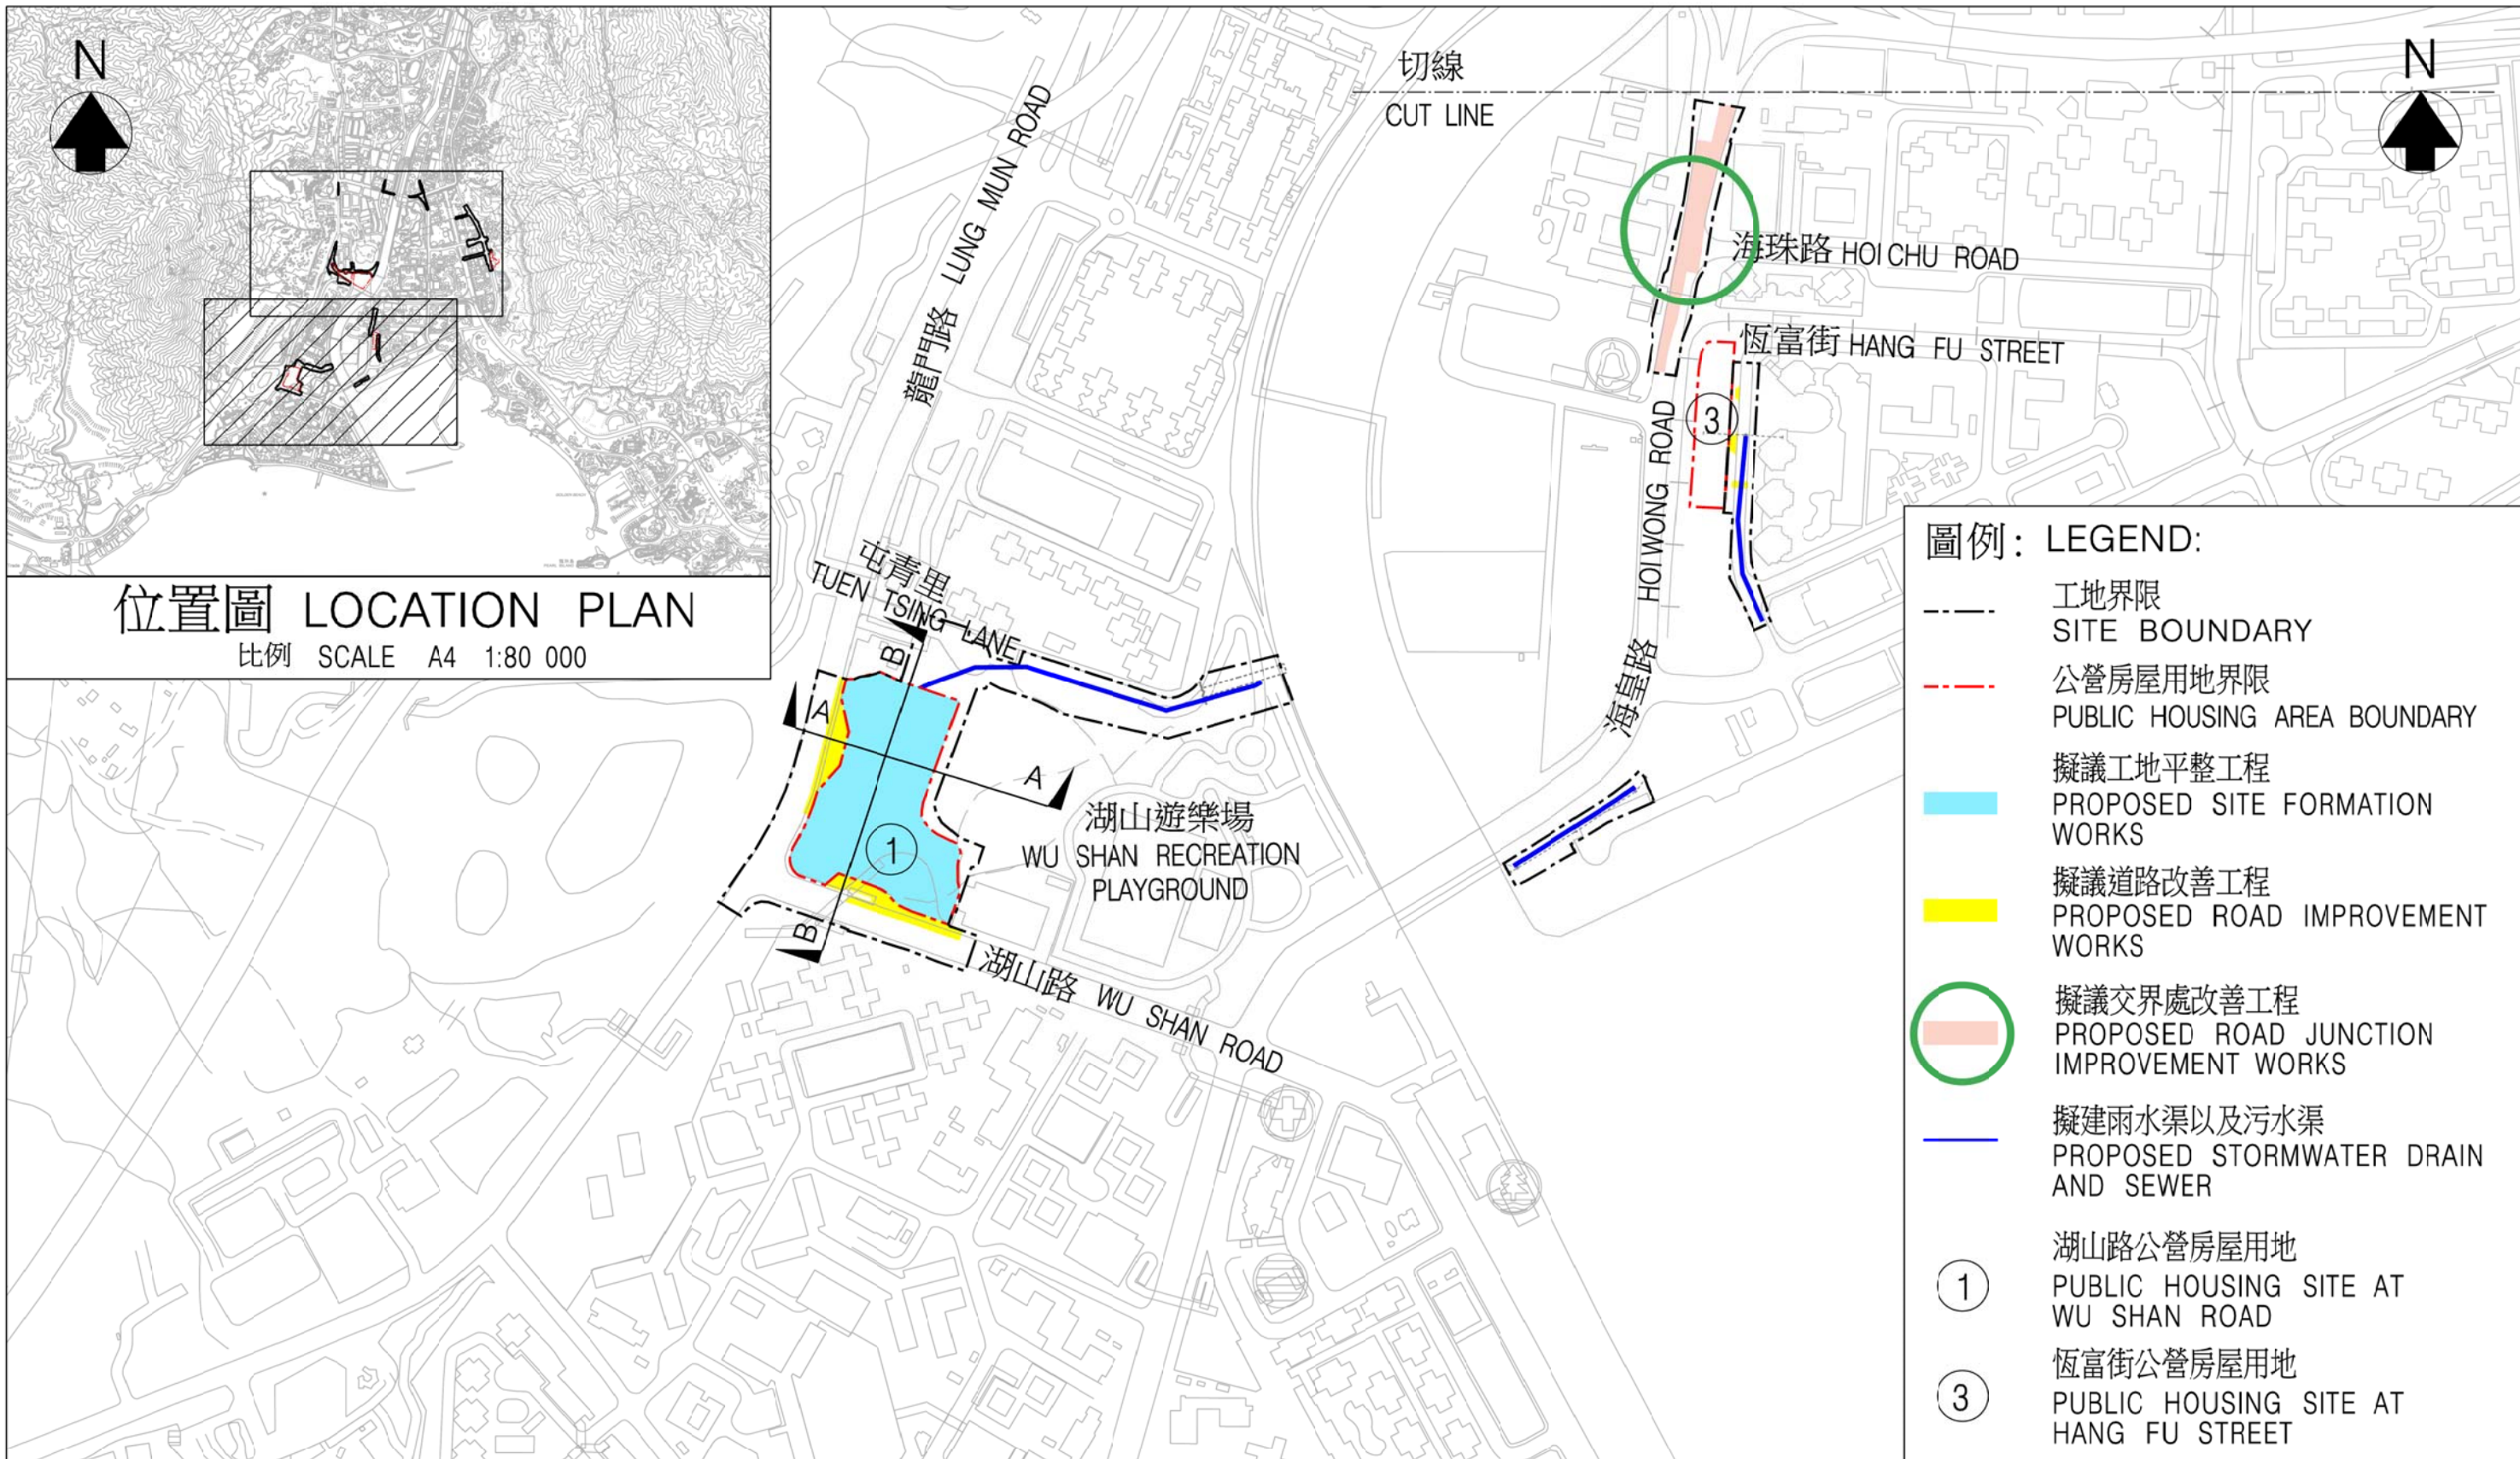 N
位置圖 LOCATION PLAN
比例 SCALE A4 1:80 000
切線
CUT LINE
N
龍門路 LUNG MUN ROAD
海珠路 HOI CHU ROAD
恆富街 HANG FU STREET
3
海皇路 HOI WONG ROAD
屯青里
TUEN TSING LANE
B
A
A
1
B
湖山遊樂場
WU SHAN RECREATION
PLAYGROUND
湖山路 WU SHAN ROAD
圖例: LEGEND:
工地界限
SITE BOUNDARY
公營房屋用地界限
PUBLIC HOUSING AREA BOUNDARY
擬議工地平整工程
PROPOSED SITE FORMATION
WORKS
擬議道路改善工程
PROPOSED ROAD IMPROVEMENT
WORKS
擬議交界處改善工程
PROPOSED ROAD JUNCTION
IMPROVEMENT WORKS
擬建雨水渠以及污水渠
PROPOSED STORMWATER DRAIN
AND SEWER
1
湖山路公營房屋用地
PUBLIC HOUSING SITE AT
WU SHAN ROAD
3
恆富街公營房屋用地
PUBLIC HOUSING SITE AT
HANG FU STREET